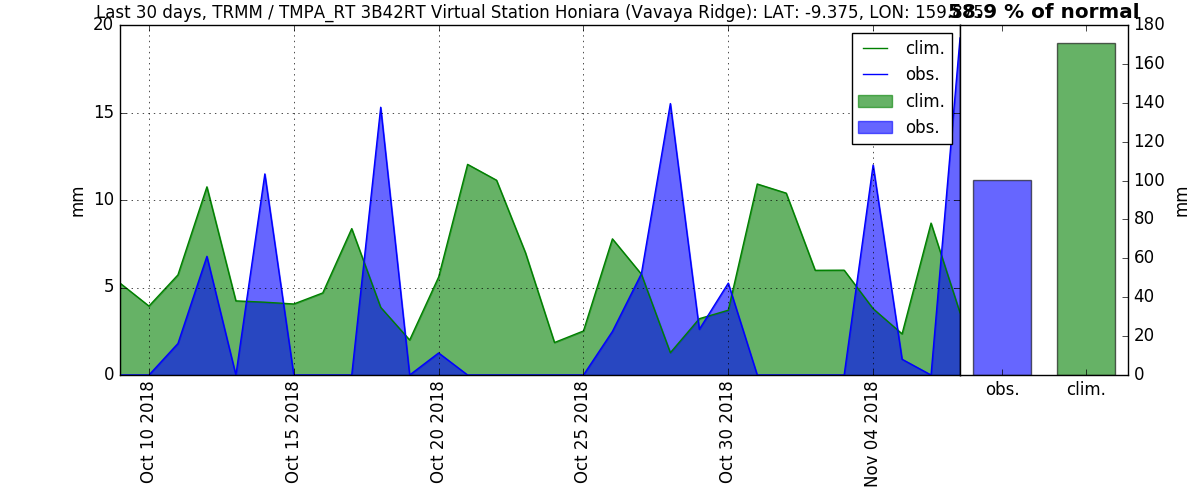 Last 30 days, TRMM / TMPA_RT 3B42RT Virtual Station Honiara (Vavaya Ridge): LAT: -9.375, LON:
58.9 % of normal
20
15
10
5
0
mm
clim.
obs.
clim.
obs.
180
160
140
120
100
80
60
40
20
0
mm
obs.
clim.
Oct 10 2018
Oct 15 2018
Oct 20 2018
Oct 25 2018
Oct 30 2018
Nov 04 2018